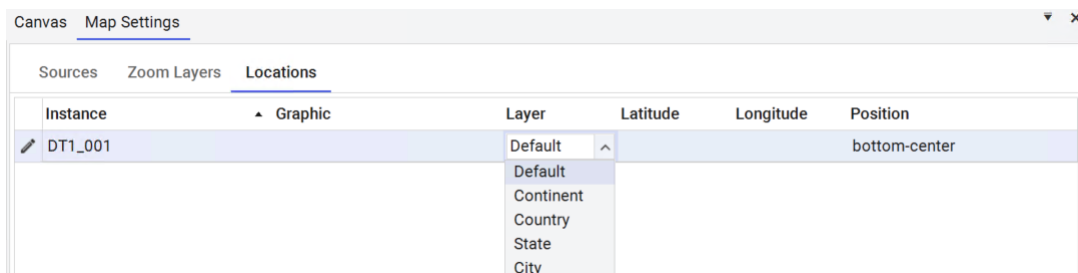 Canvas Map Settings
Sources Zoom Layers Locations
Instance Graphic Layer Latitude Longitude Position
DT1_001 Default bottom-center
Default
Continent
Country
State
City